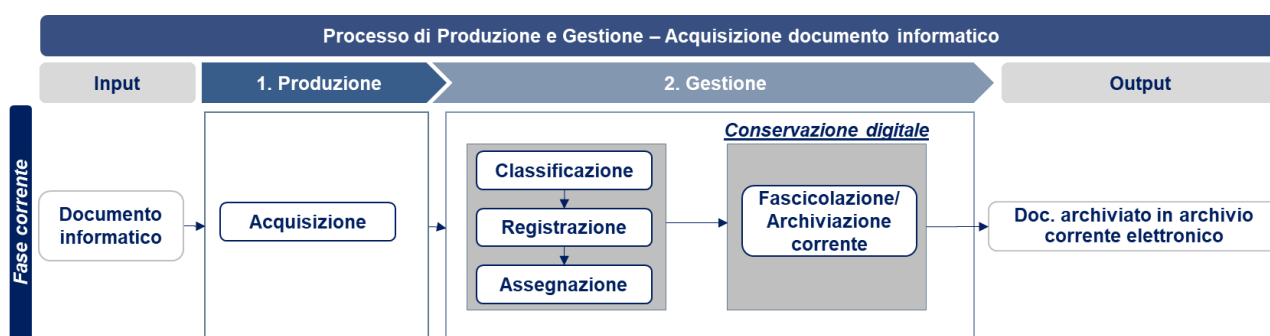 Processo di Produzione e Gestione – Acquisizione documento informatico
Input
1. Produzione
2. Gestione
Output
Fase corrente
Documento
informatico
Acquisizione
Classificazione
Registrazione
Assegnazione
Conservazione digitale
Fascicolazione/
Archiviazione
corrente
Doc. archiviato in archivio
corrente elettronico